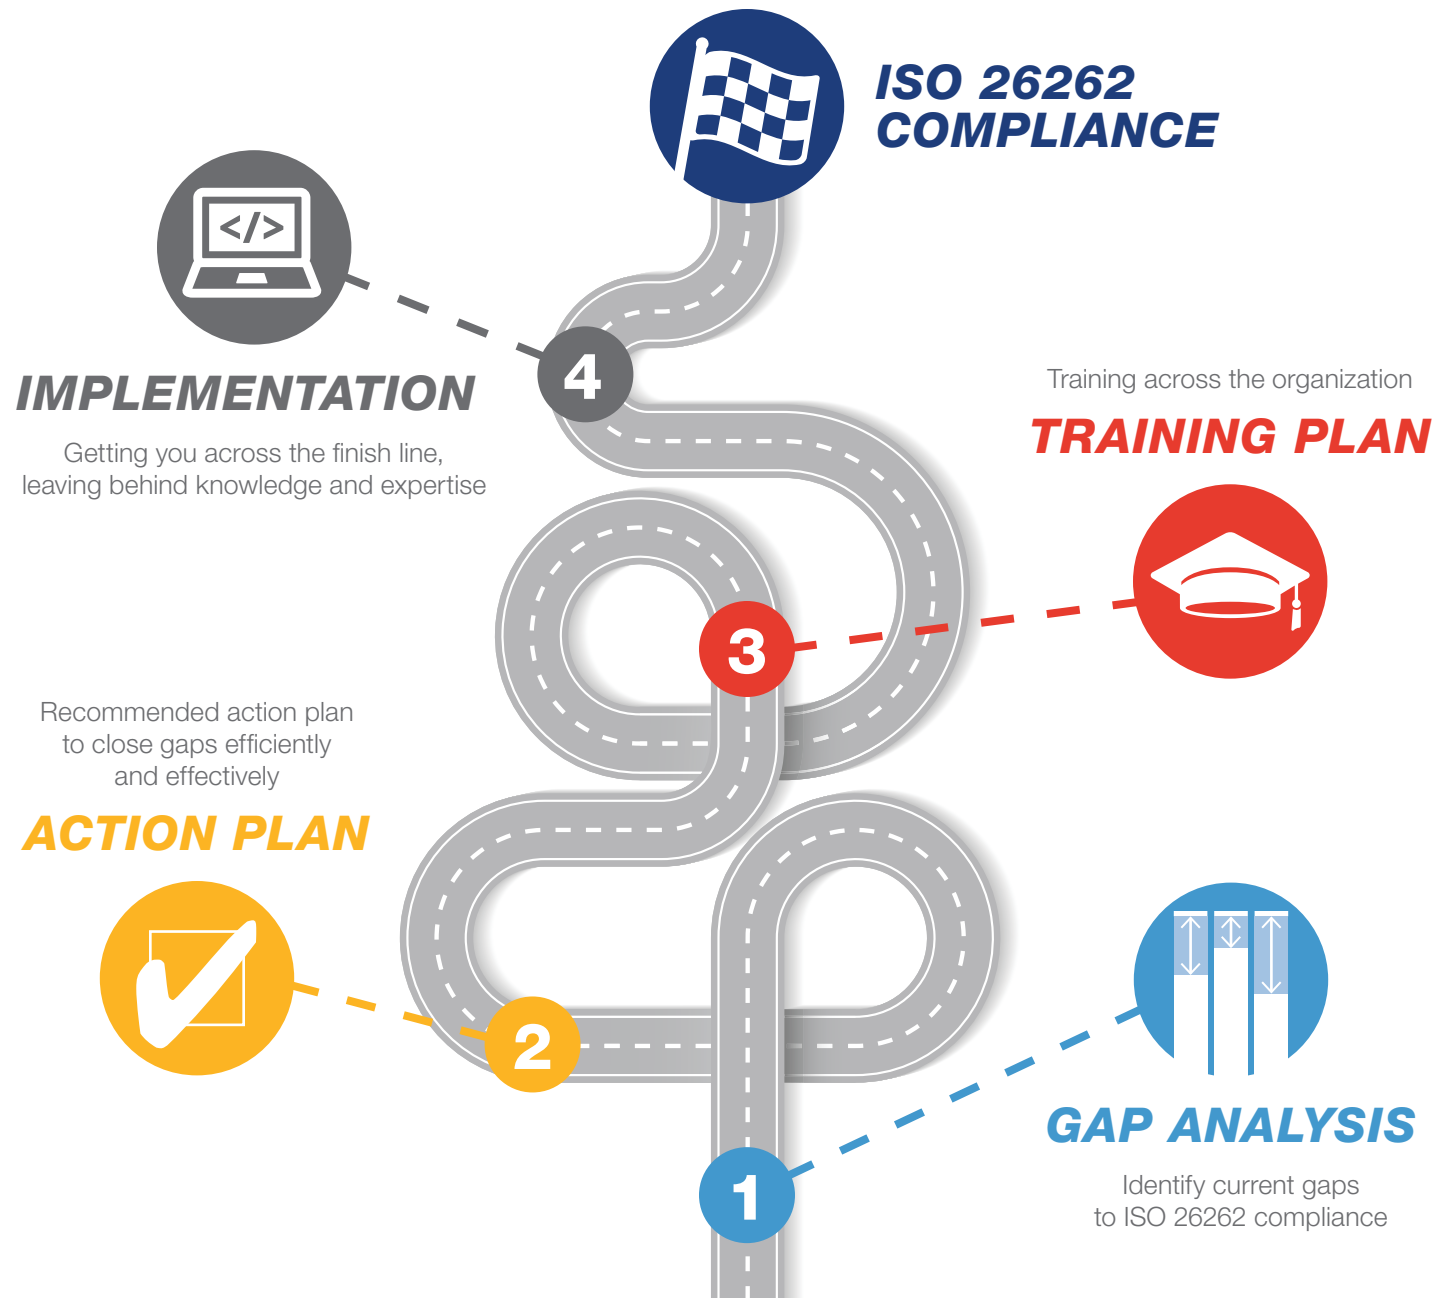 ISO 26262
COMPLIANCE
</>
4
IMPLEMENTATION
Getting you across the finish line,
leaving behind knowledge and expertise
Training across the organization
TRAINING PLAN
3
Recommended action plan
to close gaps efficiently
and effectively
ACTION PLAN
2
GAP ANALYSIS
Identify current gaps
to ISO 26262 compliance
1